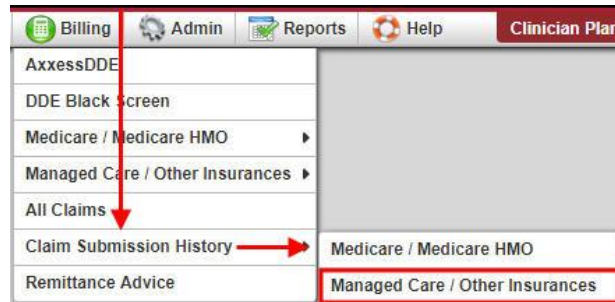 Billing Admin Reports Help Clinician Plan
AxxessDDE
DDE Black Screen
Medicare / Medicare HMO
Managed Care / Other Insurances
All Claims
Claim Submission History
Medicare / Medicare HMO
Remittance Advice
Managed Care / Other Insurances